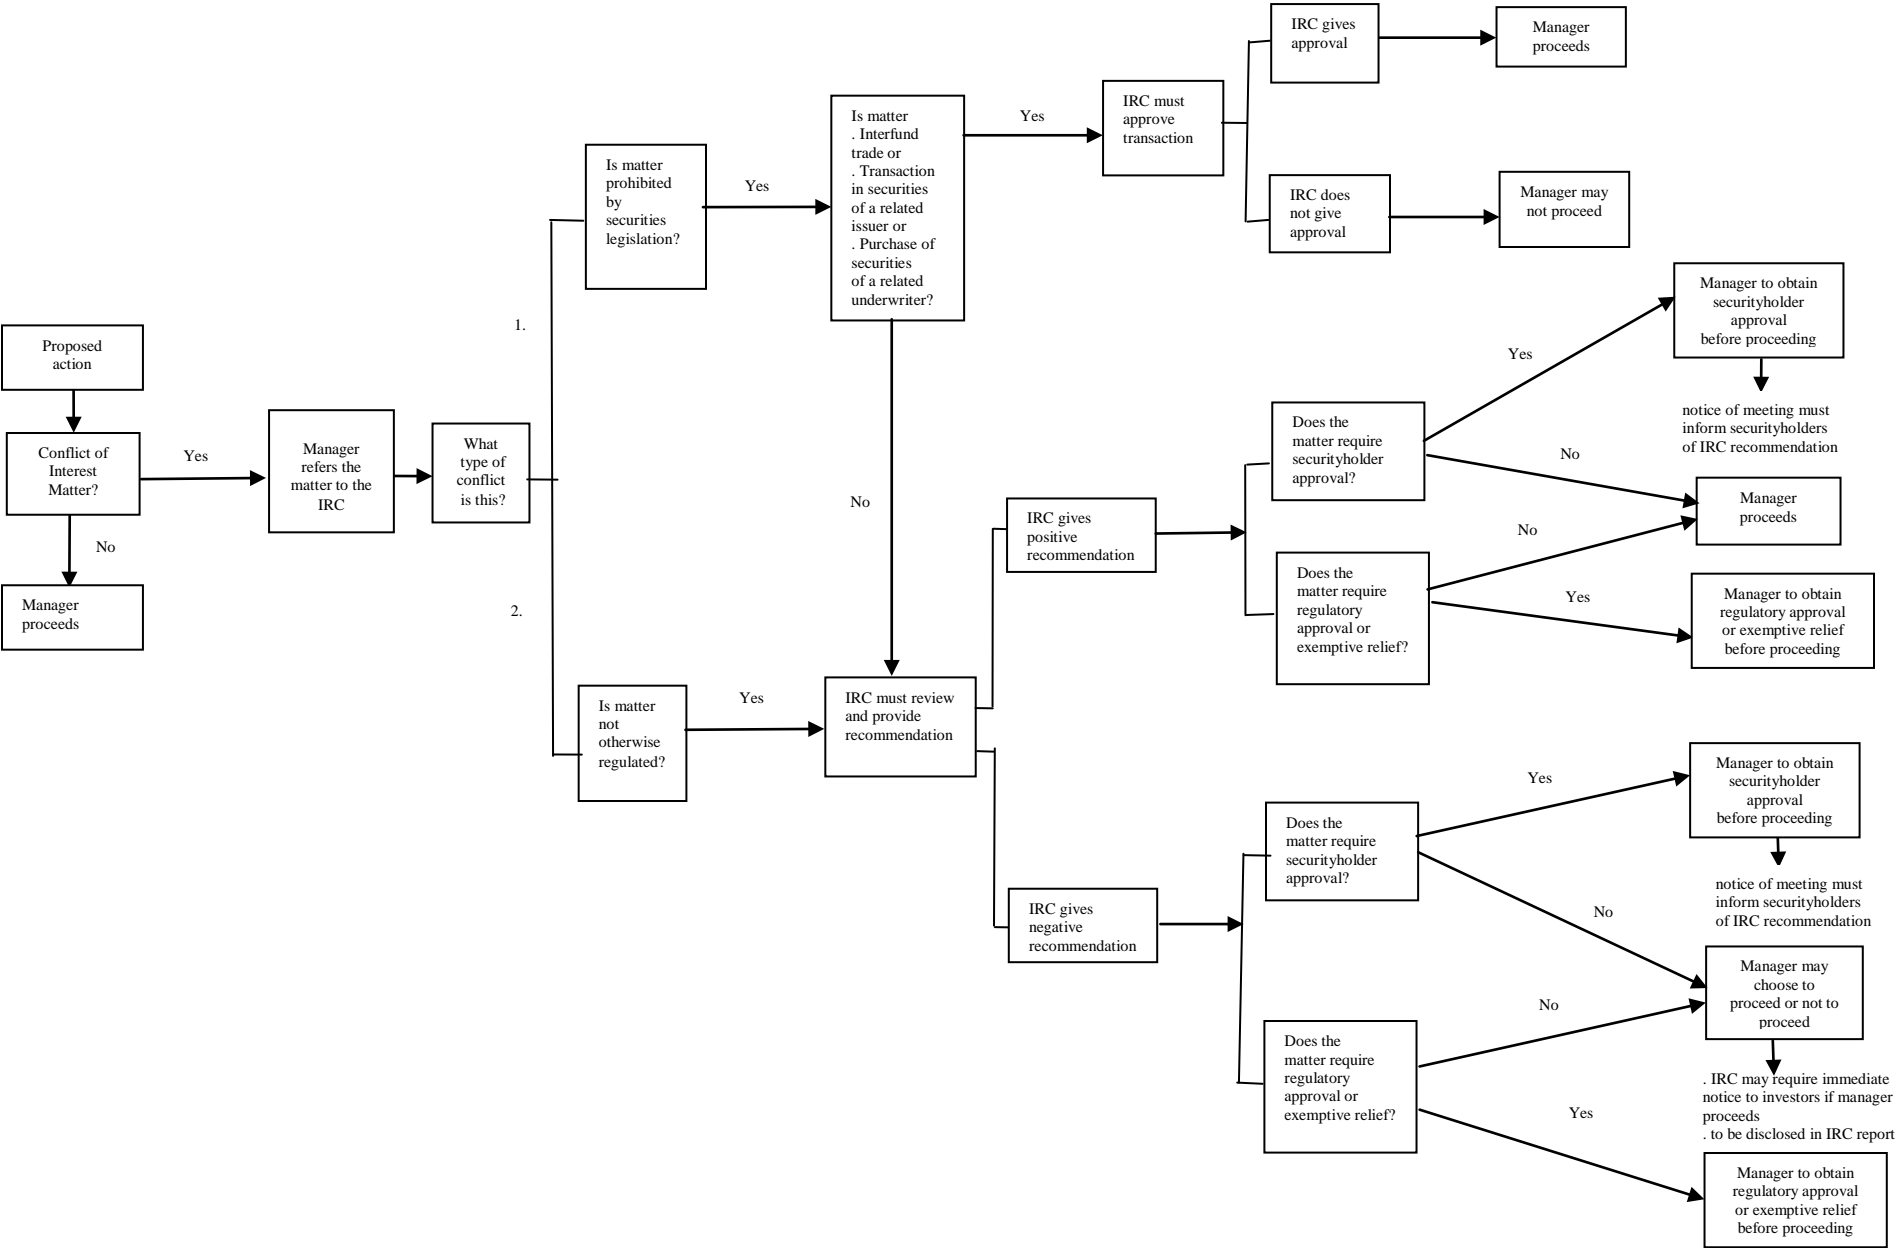 Proposed
action
Conflict of
Interest
Matter?
Yes
No
Manager
proceeds
Manager
refers the
matter to the
IRC
What
type of
conflict
is this?
1.
2.
Is matter
prohibited
by
securities
legislation?
Yes
Is matter
not
otherwise
regulated?
Yes
Is matter
. Interfund
trade or
. Transaction
in securities
of a related
issuer or
. Purchase of
securities
of a related
underwriter?
Yes
No
IRC must
approve
transaction
IRC gives
approval
Manager
proceeds
IRC does
not give
approval
Manager may
not proceed
IRC must review
and provide
recommendation
IRC gives
positive
recommendation
Does the
matter require
securityholder
approval?
Yes
Manager to obtain
securityholder
approval
before proceeding
notice of meeting must
inform securityholders
of IRC recommendation
No
Manager
proceeds
No
Does the
matter require
regulatory
approval or
exemptive relief?
Yes
Manager to obtain
regulatory approval
or exemptive relief
before proceeding
IRC gives
negative
recommendation
Does the
matter require
securityholder
approval?
Yes
Manager to obtain
securityholder
approval
before proceeding
notice of meeting must
inform securityholders
of IRC recommendation
No
Manager may
choose to
proceed or not to
proceed
No
. IRC may require immediate
notice to investors if manager
proceeds
. to be disclosed in IRC report
Does the
matter require
regulatory
approval or
exemptive relief?
Yes
Manager to obtain
regulatory approval
or exemptive relief
before proceeding